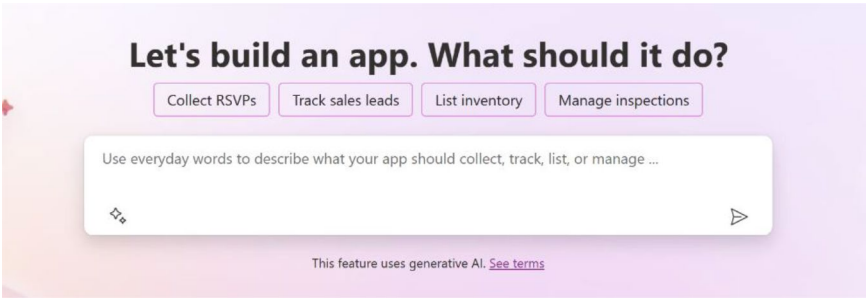 Let's build an app. What should it do?
Collect RSVPs Track sales leads List inventory Manage inspections
Use everyday words to describe what your app should collect, track, list, or manage ...
This feature uses generative AI. See terms